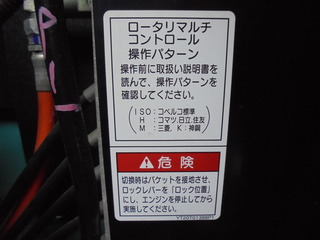 ロータリマルチ
コントロール
操作パターン
操作前に取扱い説明書を
読んで、操作パターンを
確認してください。
ISO:コベルコ標準
H:コマツ,日立,住友
M:三菱, K:神鋼
危険
切換時はバケットを接地させ、
ロックレバーを「ロック位置」
にし、エンジンを停止してから
実施してください。